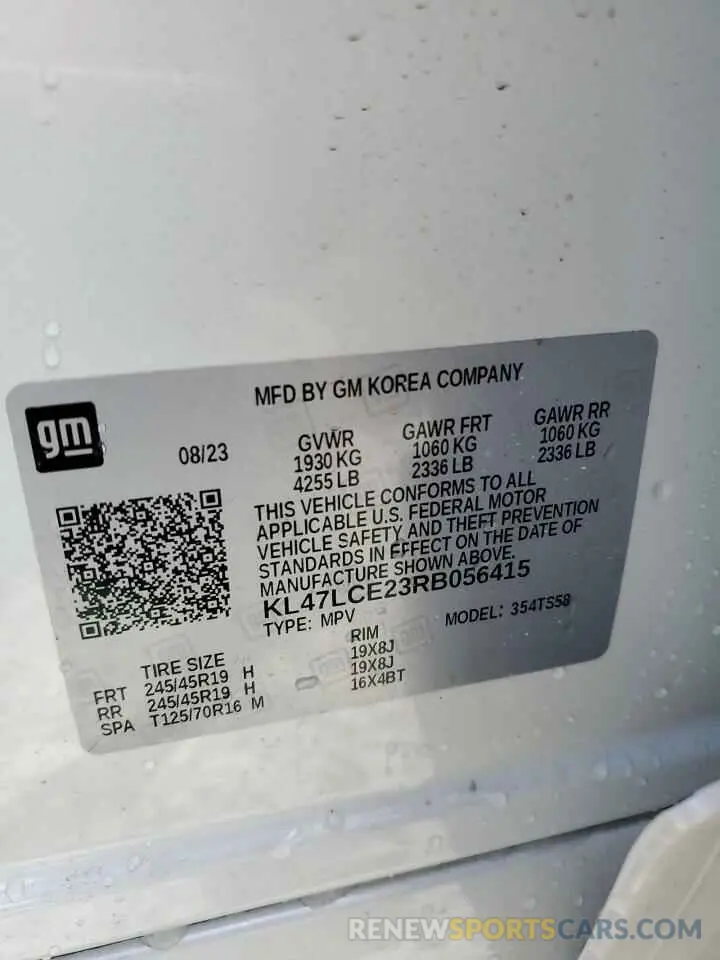 MFD BY GM KOREA COMPANY
gm
08/23
GVWR
1930 KG
4255 LB
GAWR FRT
1060 KG
2336 LB
GAWR RR
1060 KG
2336 LB
THIS VEHICLE CONFORMS TO ALL
APPLICABLE U.S. FEDERAL MOTOR
VEHICLE SAFETY AND THEFT PREVENTION
STANDARDS IN EFFECT ON THE DATE OF
MANUFACTURE SHOWN ABOVE.
KL47LCE23RB056415
TYPE: MPV
MODEL: 354TS58
TIRE SIZE RIM
FRT 245/45R19 H 19X8J
RR 245/45R19 H 19X8J
SPA T125/70R16 M 16X4BT
RENEWSPORTSCARS.COM